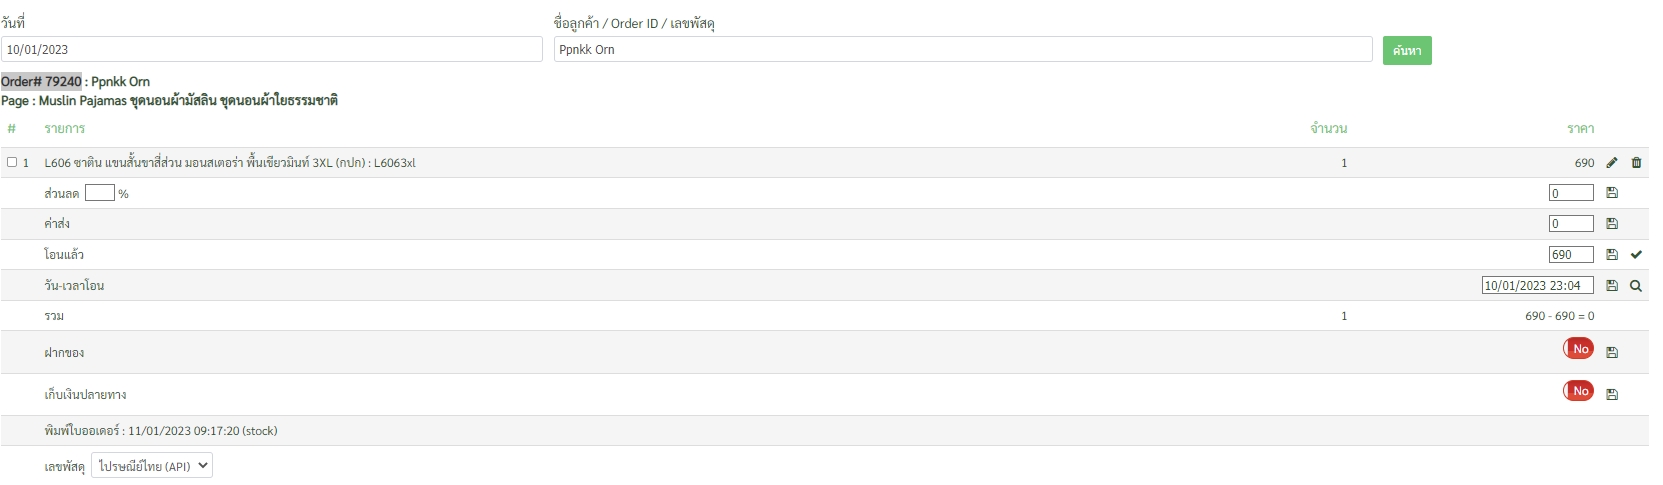 วันที่ ชื่อลูกค้า / Order ID / เลขพัสดุ
10/01/2023 Ppnkk Orn ค้นหา
Order# 79240 : Ppnkk Orn
Page : Muslin Pajamas ชุดนอนผ้ามัสลิน ชุดนอนผ้าใยธรรมชาติ
# รายการ จำนวน ราคา
1 L606 ซาติน แขนสั้นขาสี่ส่วน มอนสเตอร่า พื้นเขียวมินท์ 3XL (กปก) : L6063xl 1 690
ส่วนลด % 0
ค่าส่ง 0
โอนแล้ว 690
วัน-เวลาโอน 10/01/2023 23:04
รวม 1 690 - 690 = 0
ฝากของ No
เก็บเงินปลายทาง No
พิมพ์ใบออเดอร์ : 11/01/2023 09:17:20 (stock)
เลขพัสดุ ไปรษณีย์ไทย (API)